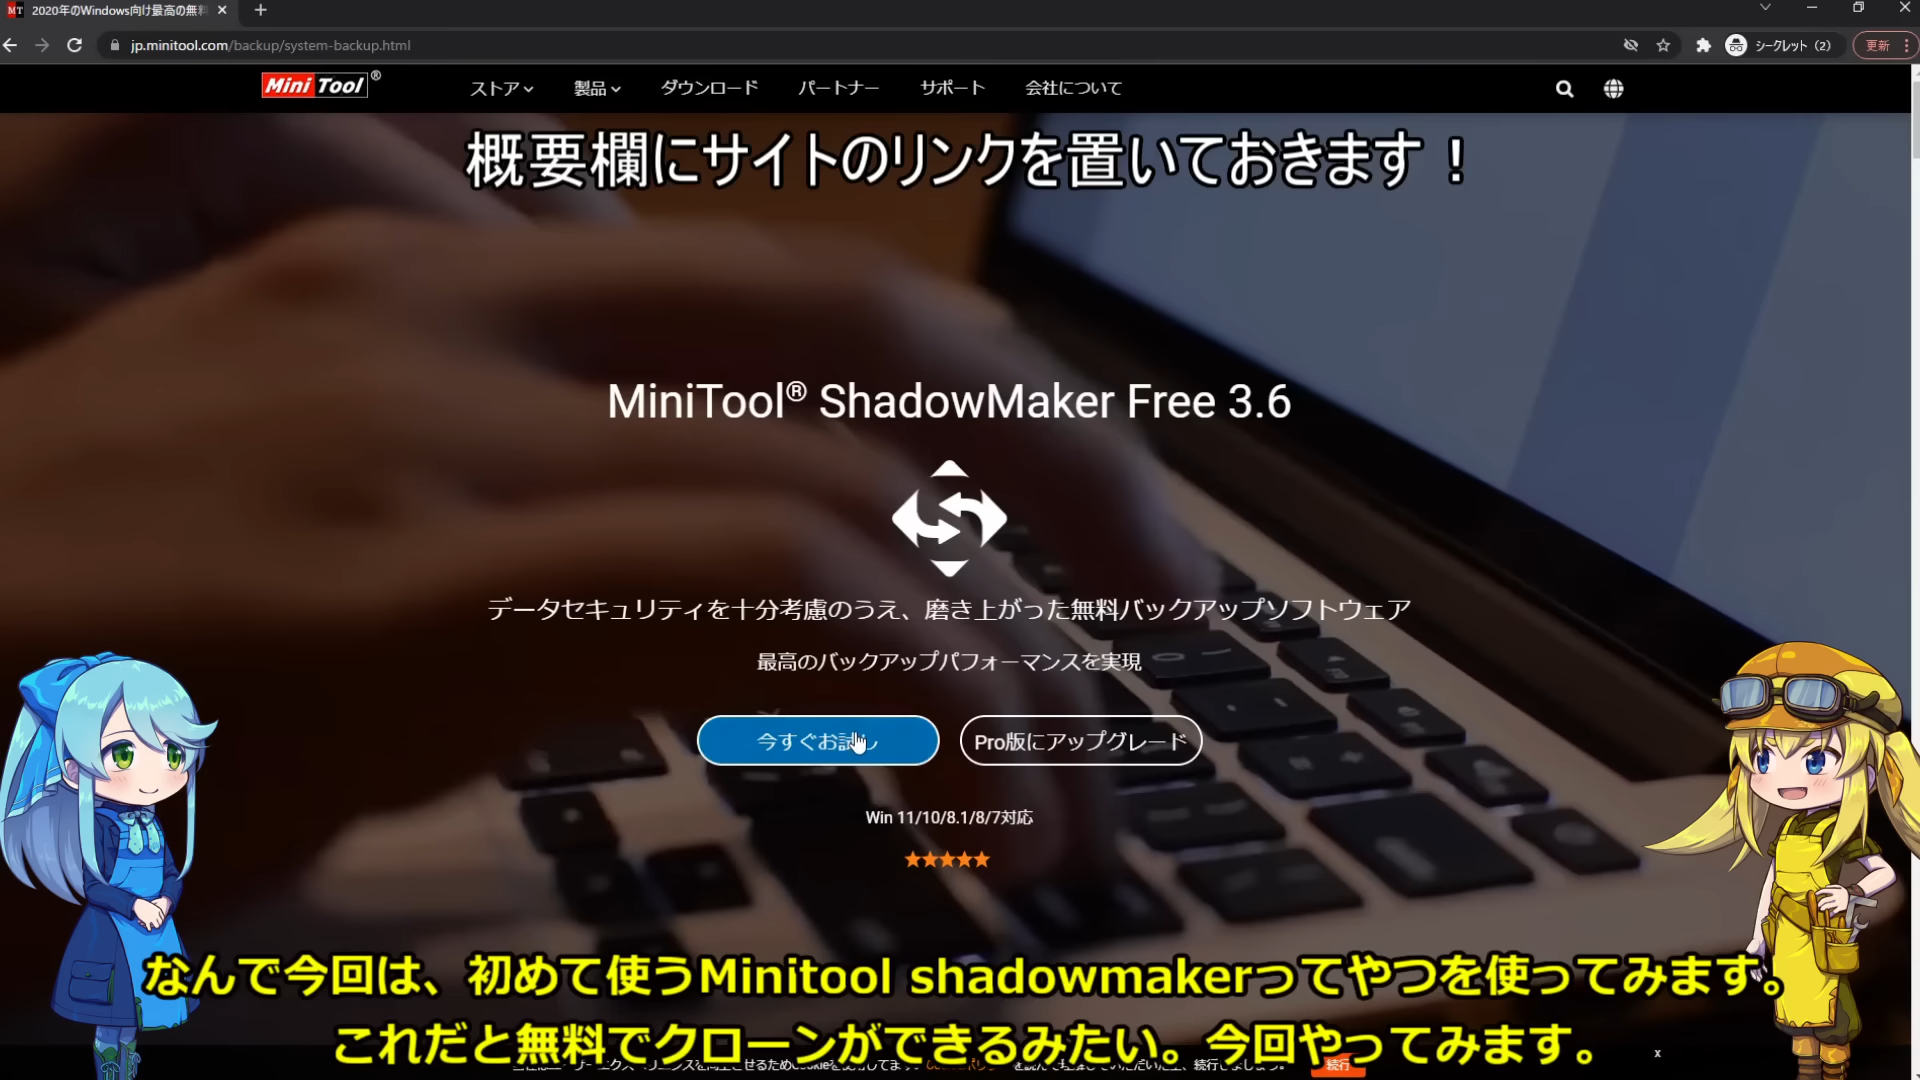 2020年のWindows向け最高の無料
jp.minitool.com/backup/system-backup.html
シークレット (2)
更新
Mini Tool®
ストア
製品
ダウンロード
パートナー
サポート
会社について
概要欄にサイトのリンクを置いておきます！
MiniTool® ShadowMaker Free 3.6
データセキュリティを十分考慮のうえ、磨き上がった無料バックアップソフトウェア
最高のバックアップパフォーマンスを実現
今すぐお試し
Pro版にアップグレード
Win 11/10/8.1/8/7対応
なんで今回は、初めて使うMinitool shadowmakerってやつを使ってみます。
これだと無料でクローンができるみたい。今回やってみます。
続行
x